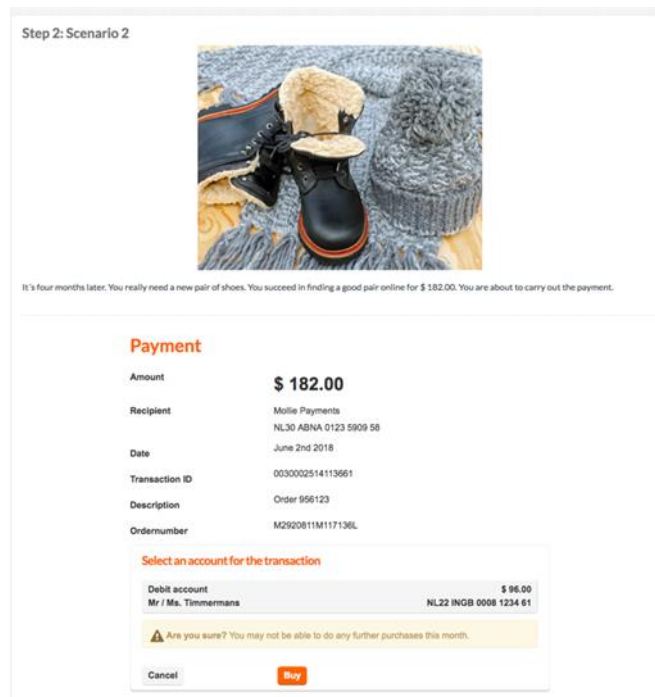 Step 2: Scenario 2
It's four months later. You really need a new pair of shoes. You succeed in finding a good pair online for $ 182.00. You are about to carry out the payment.
Payment
Amount $ 182.00
Recipient Mollie Payments
NL30 ABNA 0123 5909 58
Date June 2nd 2018
Transaction ID 0030002514113661
Description Order 956123
Ordernumber M2920811M117136L
Select an account for the transaction
Debit account $ 96.00
Mr / Ms. Timmermans NL22 INGB 0008 1234 61
Are you sure? You may not be able to do any further purchases this month.
Cancel Buy